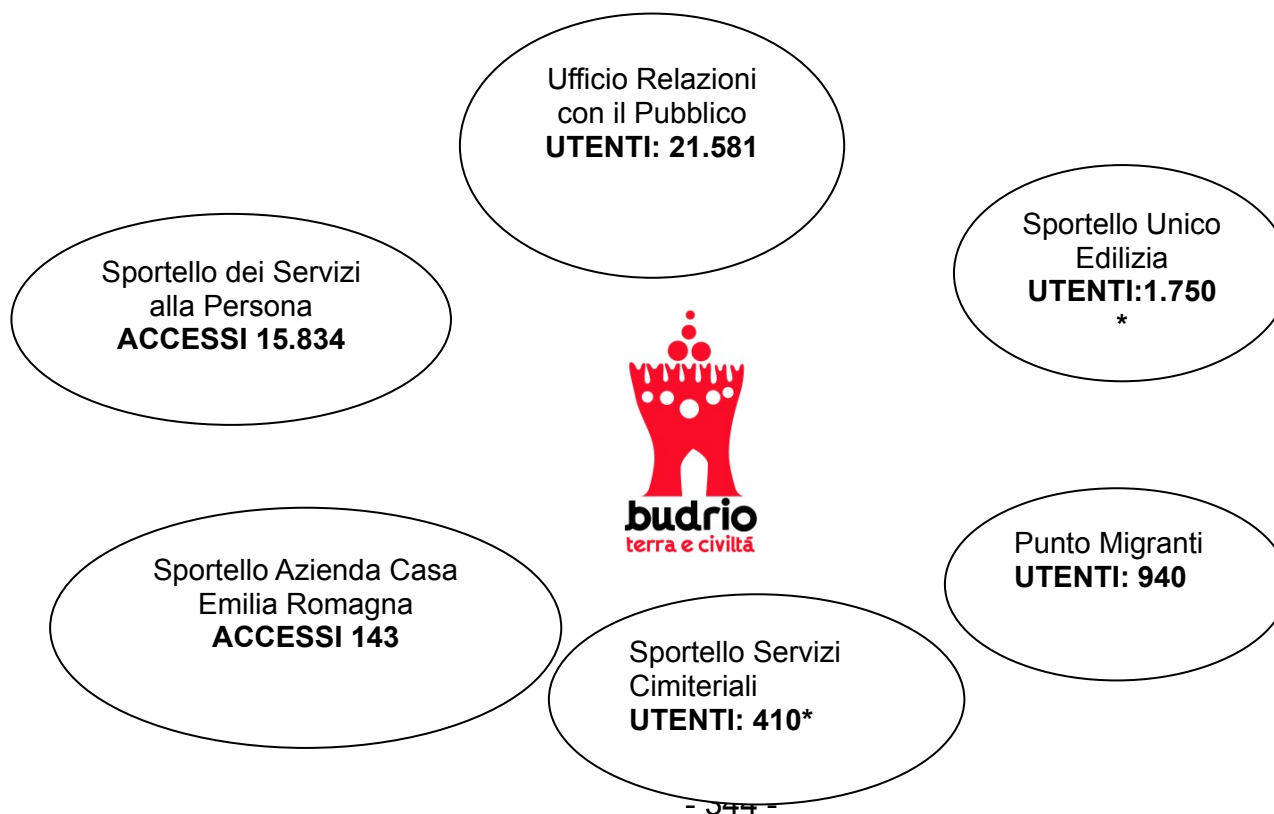 Ufficio Relazioni
con il Pubblico
UTENTI: 21.581
Sportello Unico
Edilizia
UTENTI:1.750
*
Sportello dei Servizi
alla Persona
ACCESSI 15.834
budrio
terra e civiltá
Punto Migranti
UTENTI: 940
Sportello Azienda Casa
Emilia Romagna
ACCESSI 143
Sportello Servizi
Cimiteriali
UTENTI: 410*
- 344 -